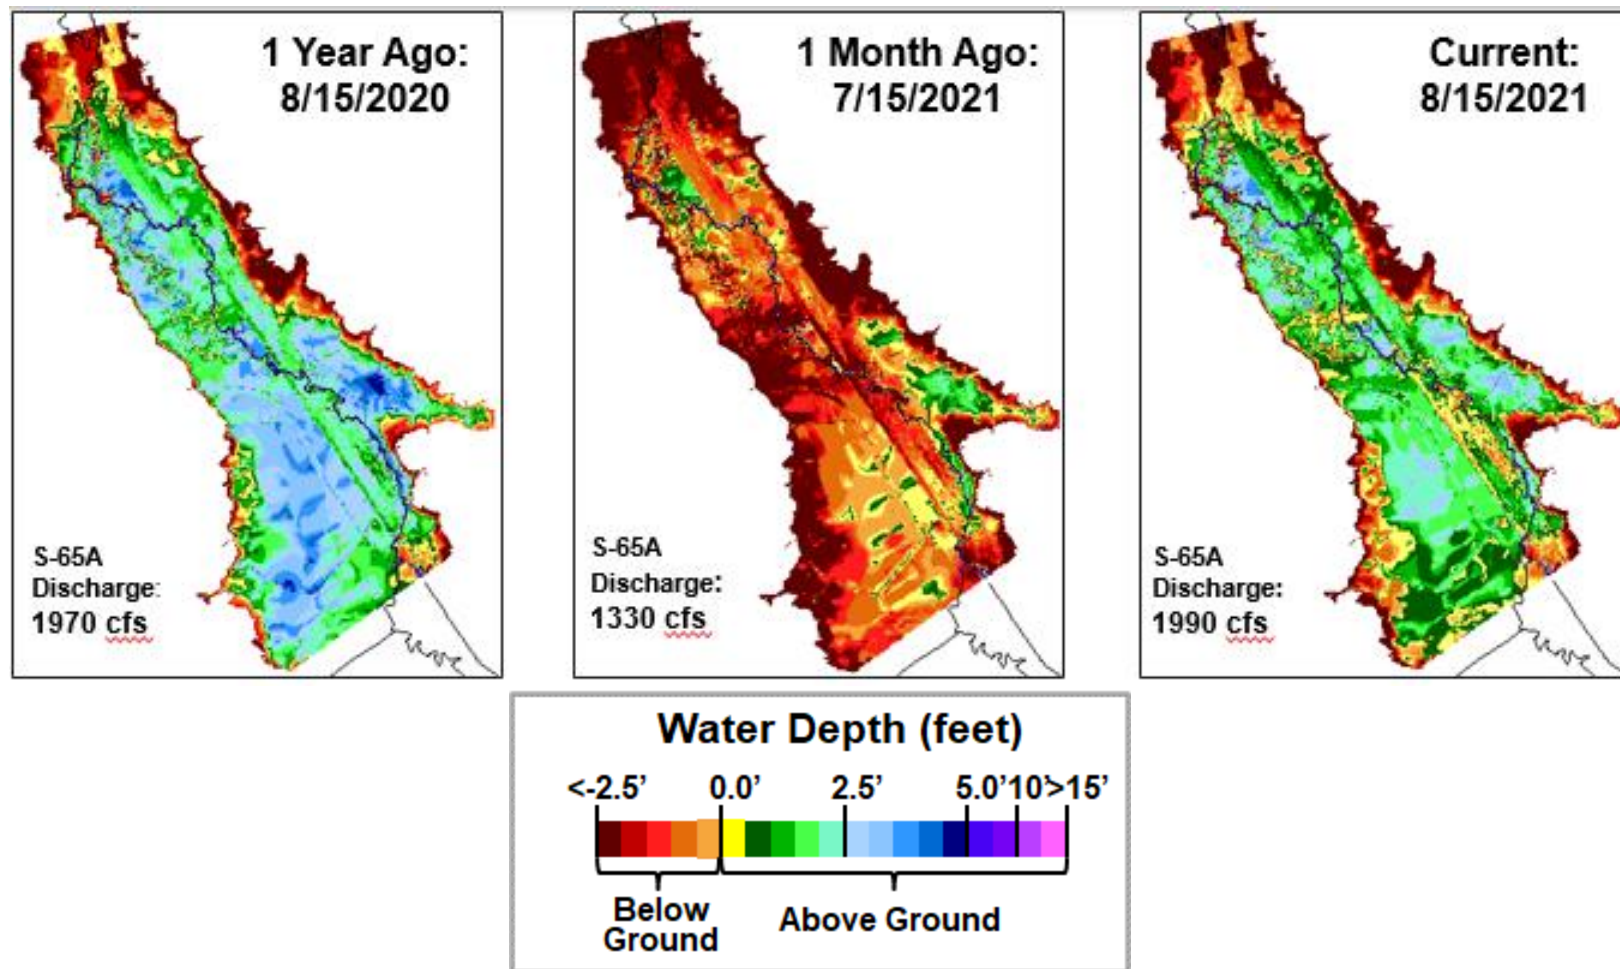 1 Year Ago:
8/15/2020
S-65A
Discharge:
1970 cfs
1 Month Ago:
7/15/2021
S-65A
Discharge:
1330 cfs
Current:
8/15/2021
S-65A
Discharge:
1990 cfs
Water Depth (feet)
<-2.5’ 0.0’ 2.5’ 5.0’10’>15’
Below
Ground
Above Ground